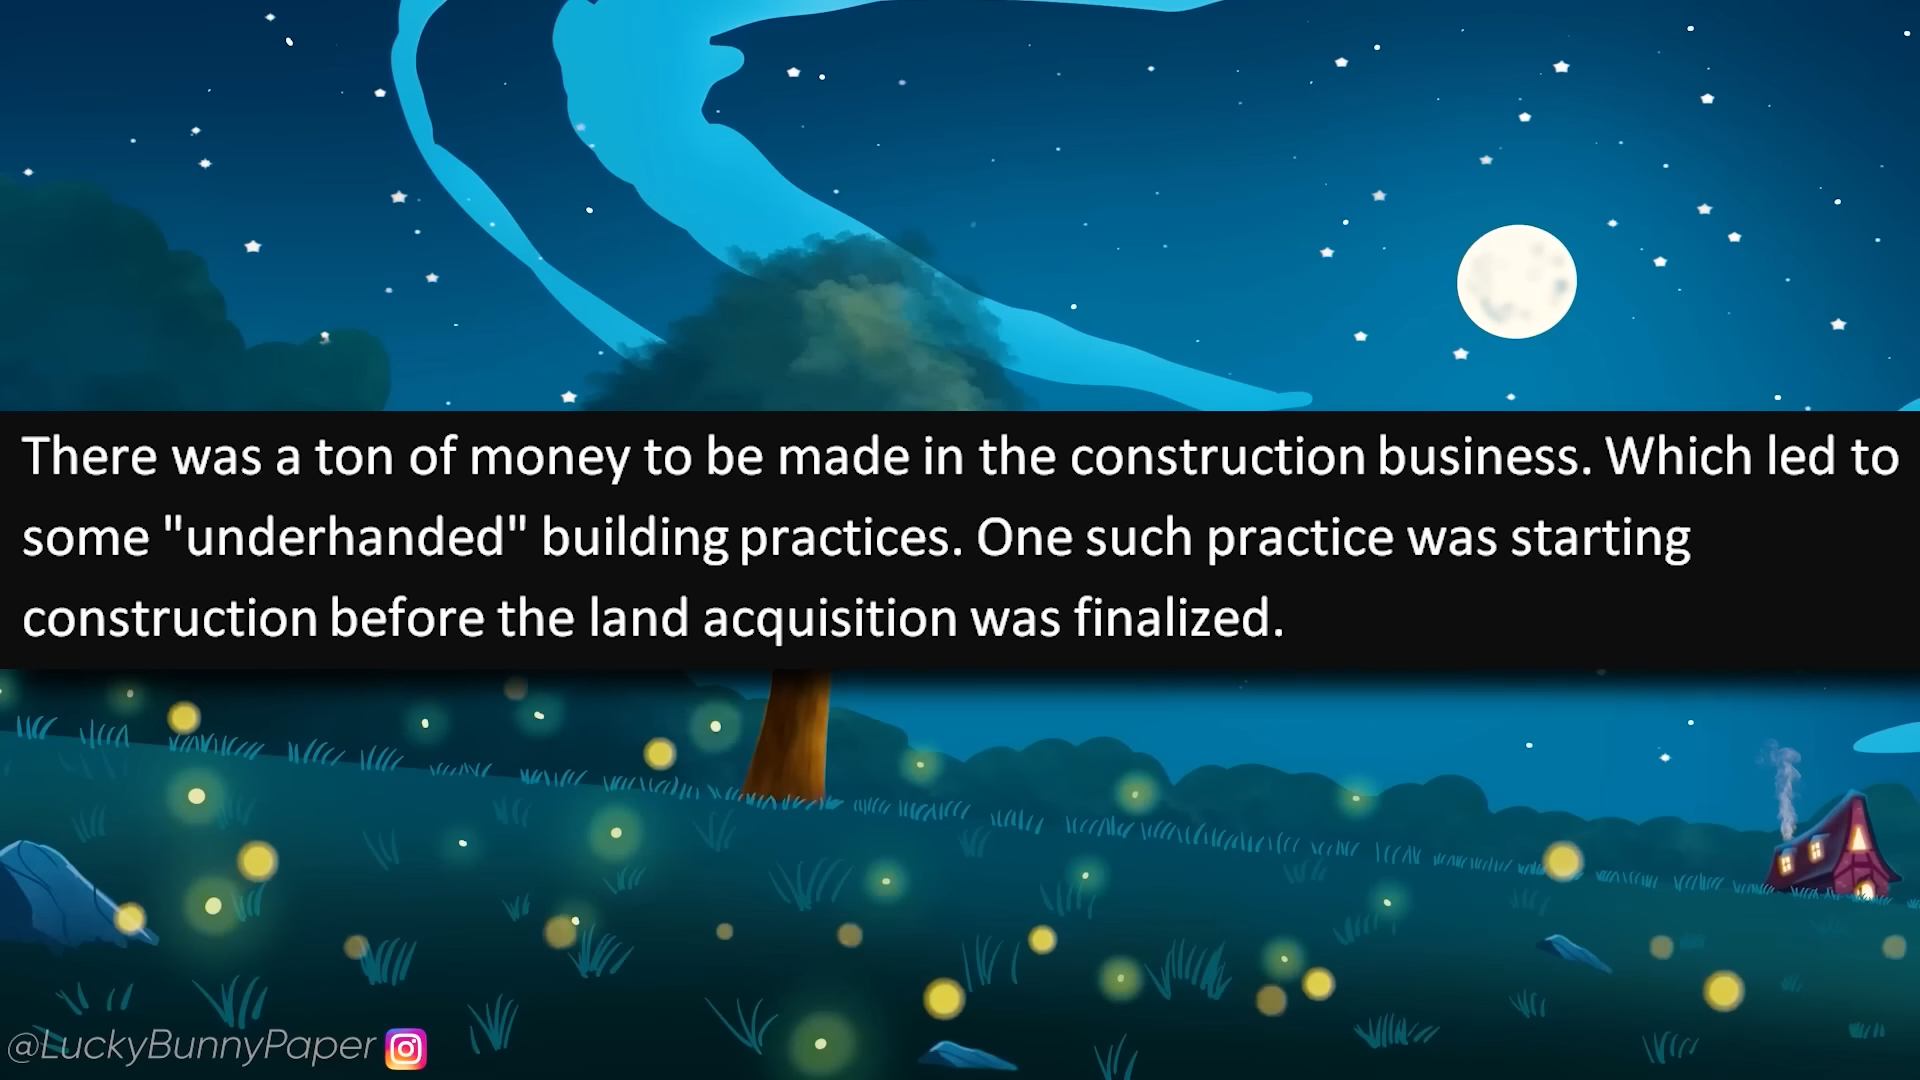 There was a ton of money to be made in the construction business. Which led to
some "underhanded" building practices. One such practice was starting
construction before the land acquisition was finalized.
@LuckyBunnyPaper